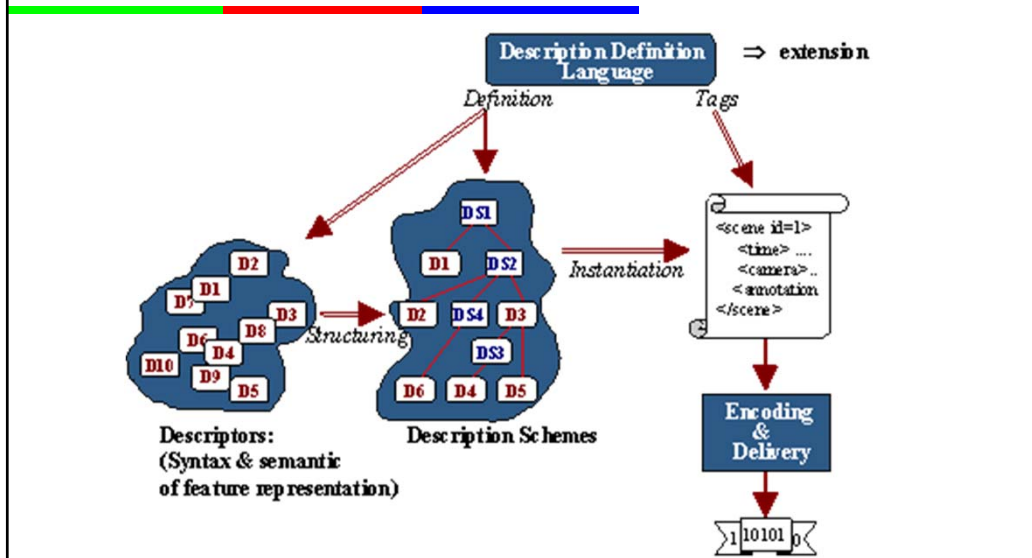 Description Definition
Language
⇒ extension
Definition
Tags
DS1
D1
DS2
D2
DS4
D3
DS3
D6
D4
D5
Instantiation
<scene id=1>
<time> ....
<camera>..
<annotation
</scene>
D2
D1
D7
D3
D8
D6
D4
D10
D9
D5
Structuring
Descriptors:
(Syntax & semantic
of feature representation)
Description Schemes
Encoding
&
Delivery
1 10101 0